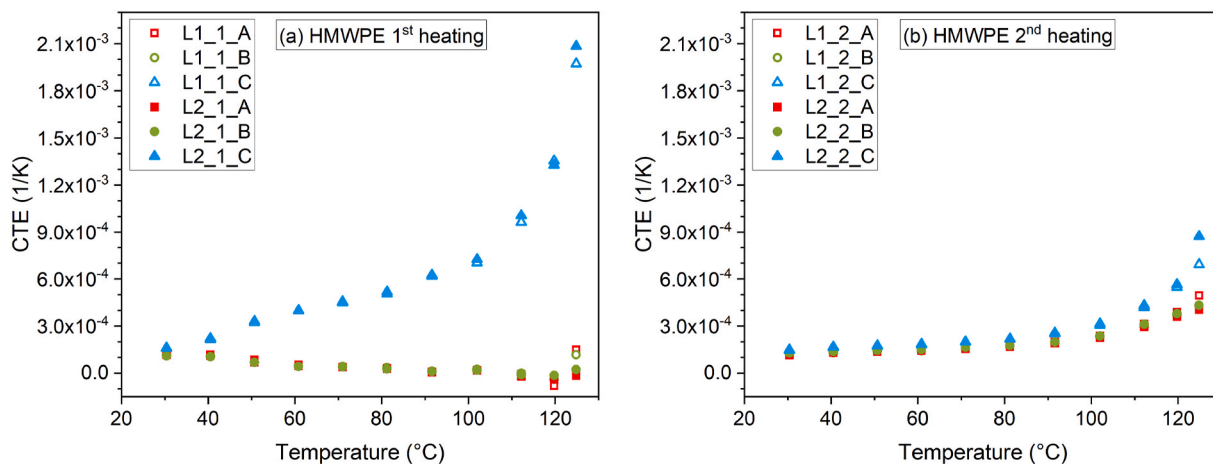 (a) HMWPE 1st heating
L1_1_A
L1_1_B
L1_1_C
L2_1_A
L2_1_B
L2_1_C
2.1x10-3
1.8x10-3
1.5x10-3
1.2x10-3
9.0x10-4
6.0x10-4
3.0x10-4
0.0
CTE (1/K)
20 40 60 80 100 120
Temperature (°C)
(b) HMWPE 2nd heating
L1_2_A
L1_2_B
L1_2_C
L2_2_A
L2_2_B
L2_2_C
2.1x10-3
1.8x10-3
1.5x10-3
1.2x10-3
9.0x10-4
6.0x10-4
3.0x10-4
0.0
CTE (1/K)
20 40 60 80 100 120
Temperature (°C)